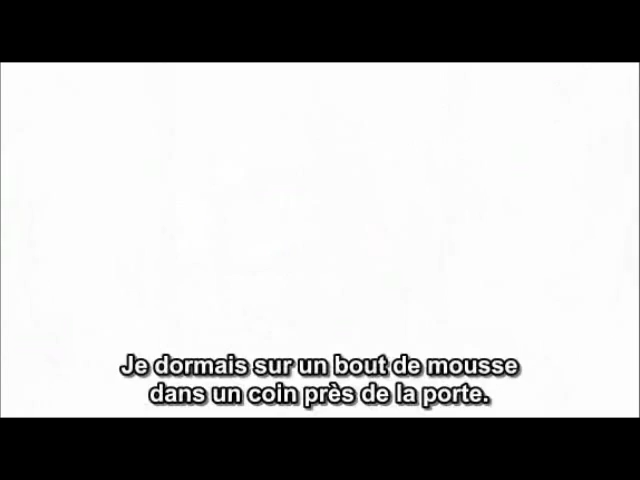 Je dormais sur un bout de mousse
dans un coin près de la porte.